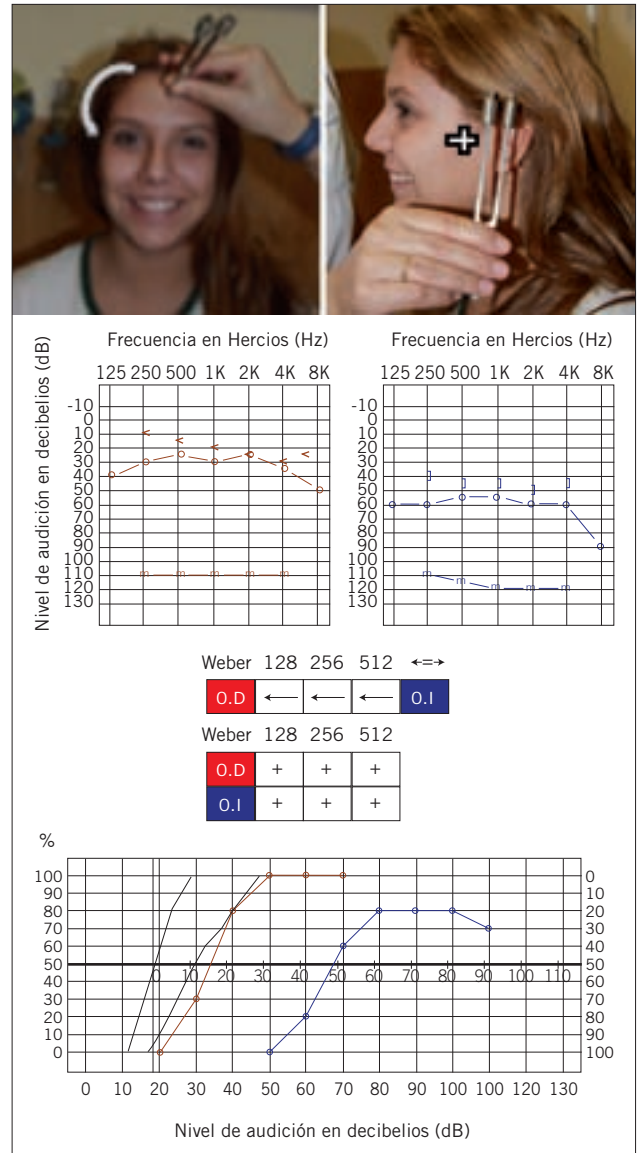 Frecuencia en Hercios (Hz)
Frecuencia en Hercios (Hz)
125 250 500 1K 2K 4K 8K
125 250 500 1K 2K 4K 8K
Nivel de audición en decibelios (dB)
-10
0
10
20
30
40
50
60
70
80
90
100
110
120
130
m m m m m
-10
0
10
20
30
40
50
60
70
80
90
100
110
120
130
m m m m m
Weber 128 256 512 ←=→
O.D ← ← ← O.I
Weber 128 256 512
O.D + + +
O.I + + +
%
100 0
90 10
80 20
70 30
60 40
50 50
0 10 20 30 40 50 60 70 80 90 100 110
40 60
30 70
20 80
10 90
0 100
0 10 20 30 40 50 60 70 80 90 100 110 120 130
Nivel de audición en decibelios (dB)